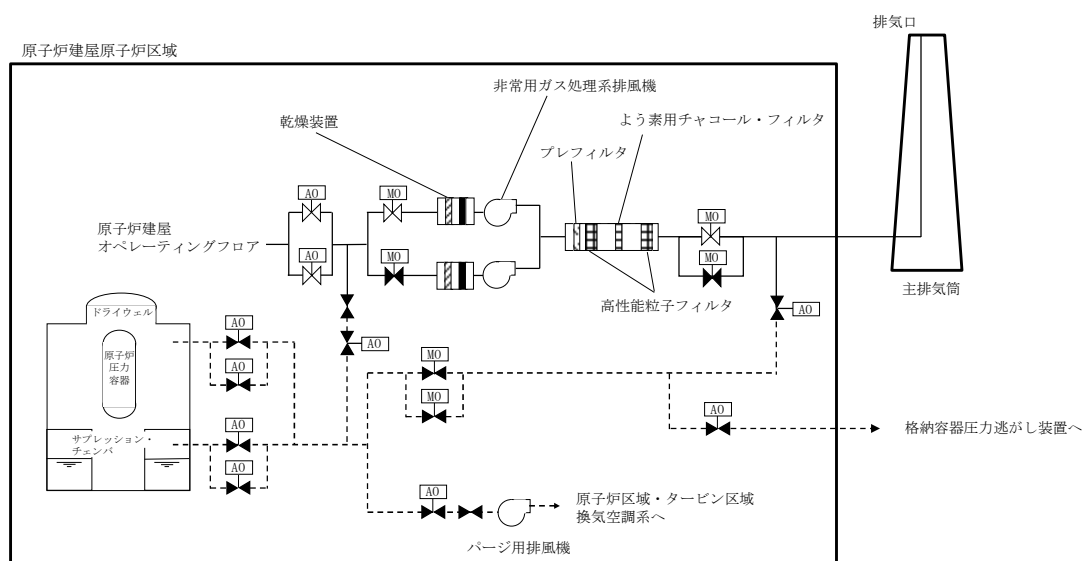 排気口
原子炉建屋原子炉区域
非常用ガス処理系排風機
乾燥装置
よう素用チャコール・フィルタ
プレフィルタ
AO
MO
MO
原子炉建屋
オペレーティングフロア
AO
MO
MO
高性能粒子フィルタ
主排気筒
ドライウェル
AO
AO
AO
原子炉
圧力
容器
AO
MO
MO
サプレッション・
チェンバ
AO
AO
AO
格納容器圧力逃がし装置へ
AO
原子炉区域・タービン区域
換気空調系へ
パージ用排風機